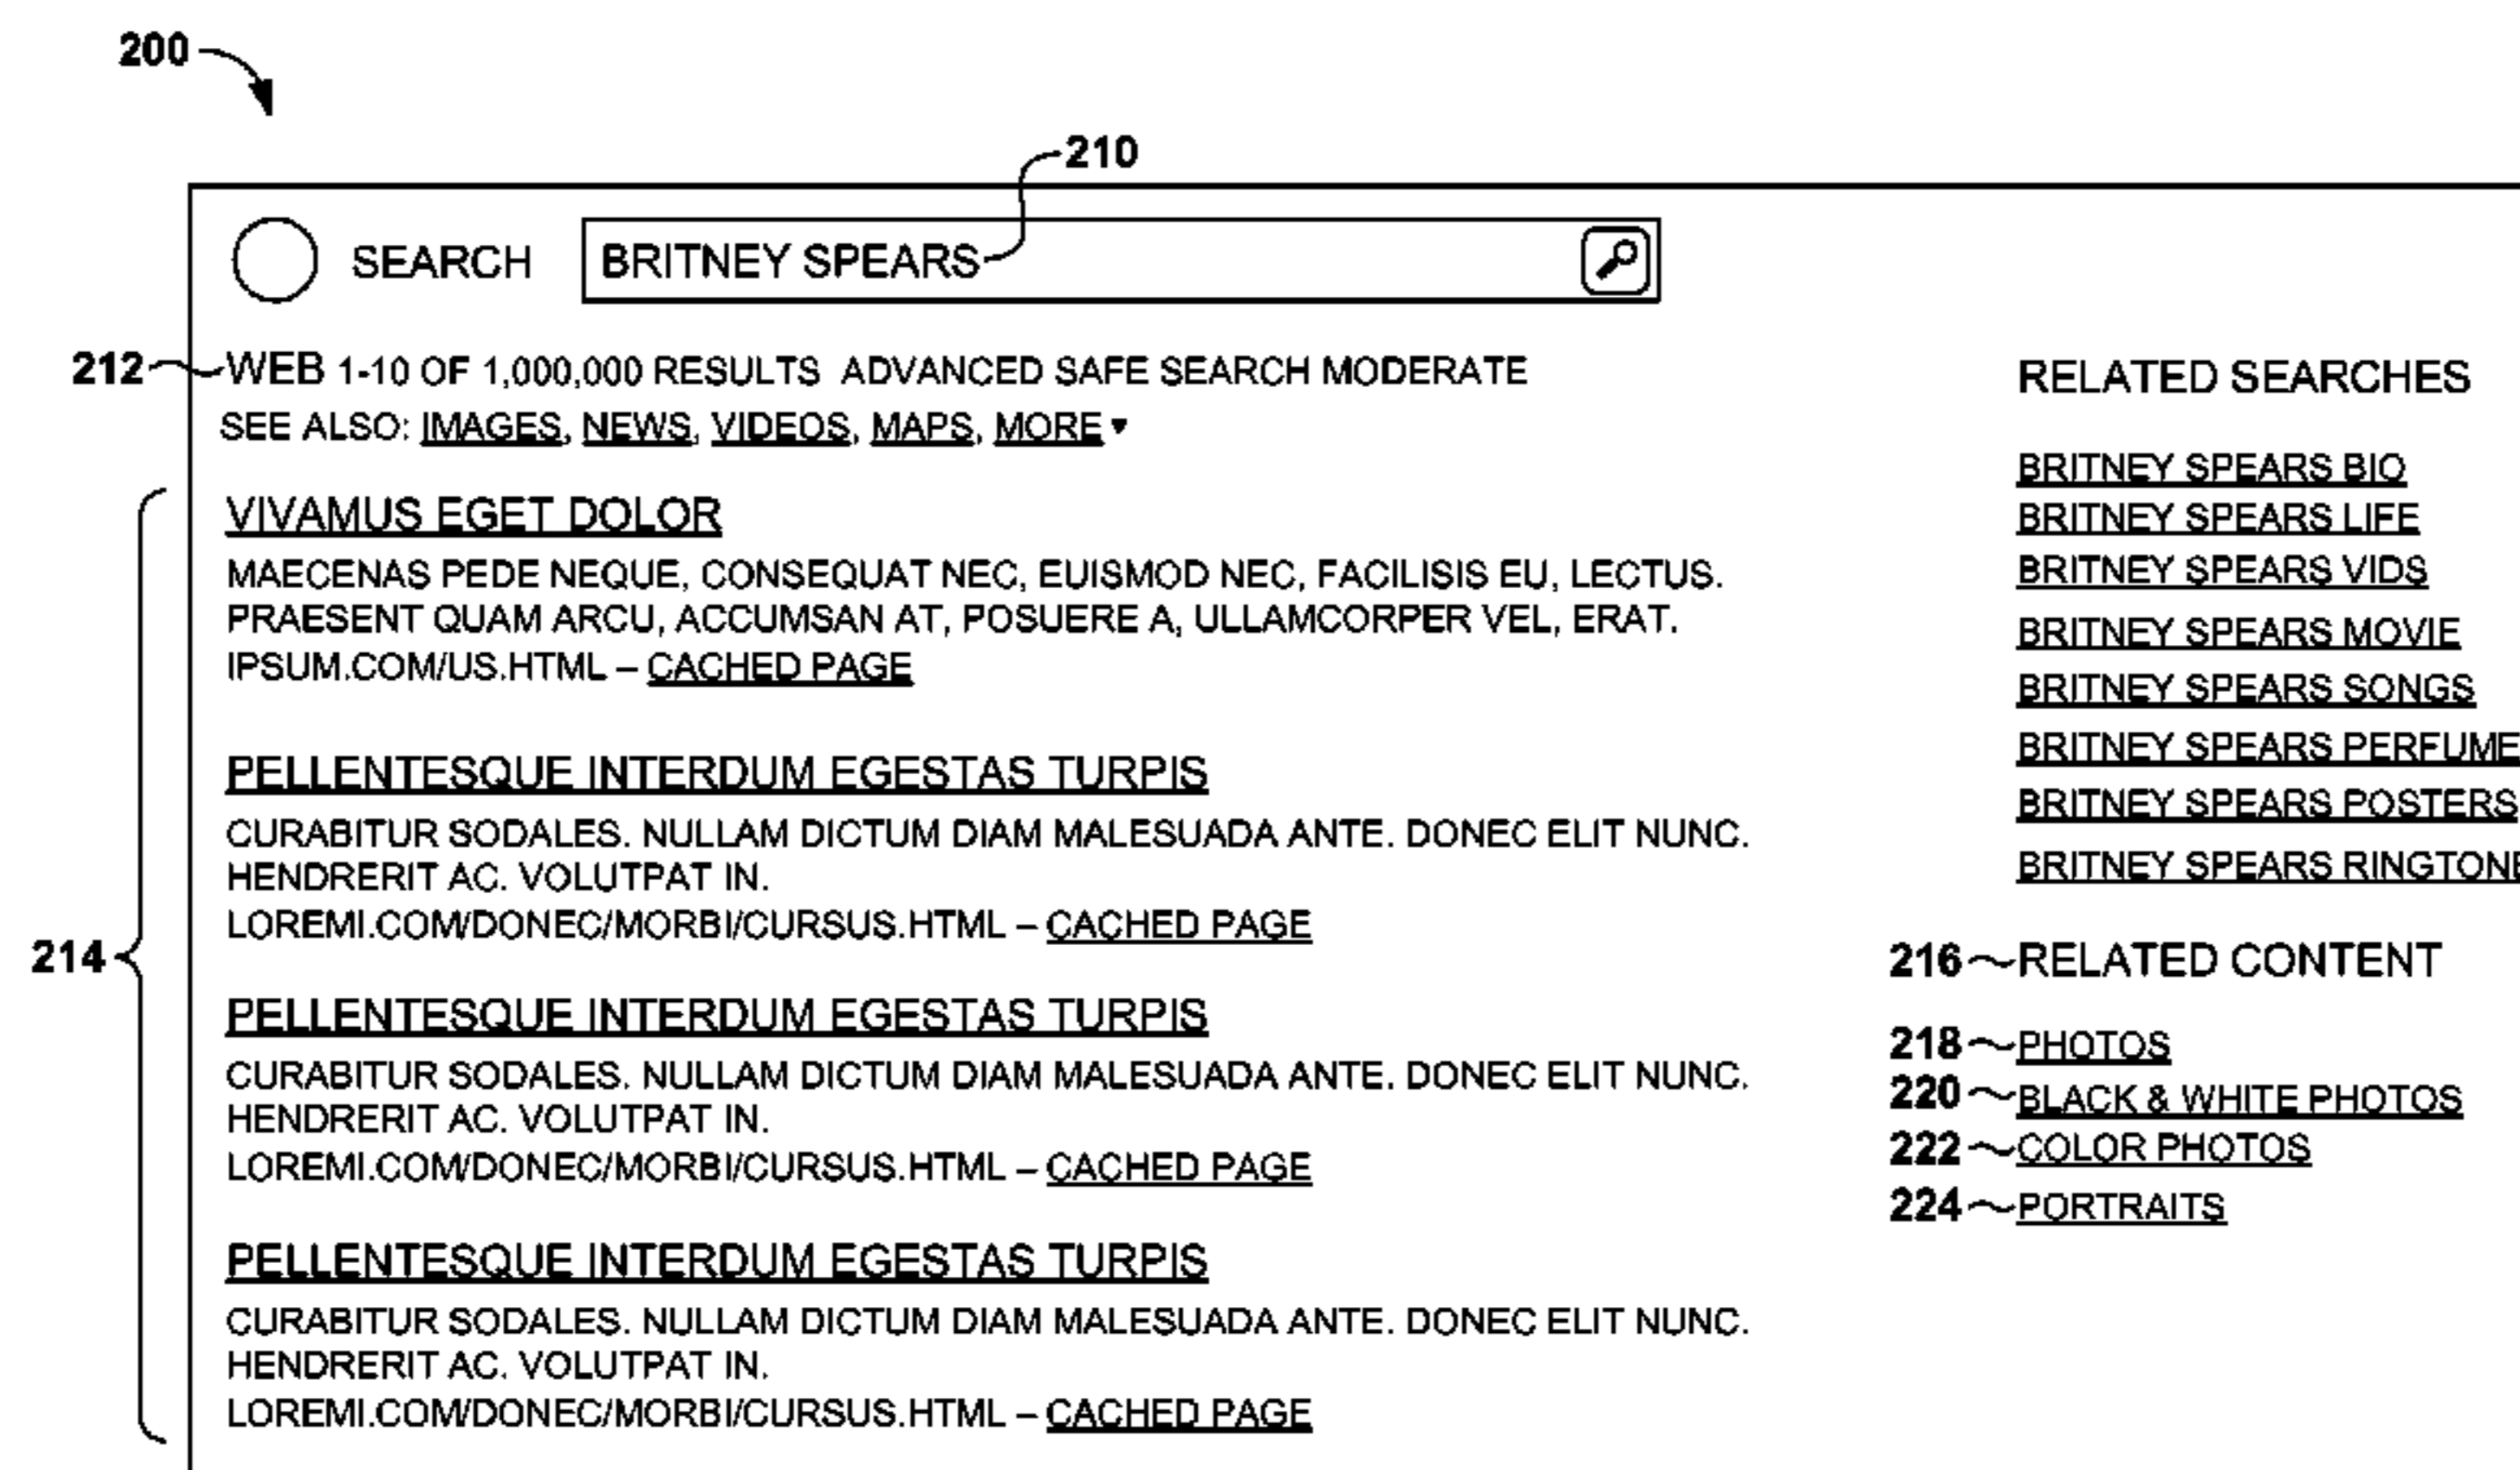 200
210
SEARCH BRITNEY SPEARS
212 WEB 1-10 OF 1,000,000 RESULTS ADVANCED SAFE SEARCH MODERATE
SEE ALSO: IMAGES, NEWS, VIDEOS, MAPS, MORE ▾
214
VIVAMUS EGET DOLOR
MAECENAS PEDE NEQUE, CONSEQUAT NEC, EUISMOD NEC, FACILISIS EU, LECTUS.
PRAESENT QUAM ARCU, ACCUMSAN AT, POSUERE A, ULLAMCORPER VEL, ERAT.
IPSUM.COM/US.HTML – CACHED PAGE
PELLENTESQUE INTERDUM EGESTAS TURPIS
CURABITUR SODALES. NULLAM DICTUM DIAM MALESUADA ANTE. DONEC ELIT NUNC.
HENDRERIT AC. VOLUTPAT IN.
LOREMI.COM/DONEC/MORBI/CURSUS.HTML – CACHED PAGE
PELLENTESQUE INTERDUM EGESTAS TURPIS
CURABITUR SODALES. NULLAM DICTUM DIAM MALESUADA ANTE. DONEC ELIT NUNC.
HENDRERIT AC. VOLUTPAT IN.
LOREMI.COM/DONEC/MORBI/CURSUS.HTML – CACHED PAGE
PELLENTESQUE INTERDUM EGESTAS TURPIS
CURABITUR SODALES. NULLAM DICTUM DIAM MALESUADA ANTE. DONEC ELIT NUNC.
HENDRERIT AC. VOLUTPAT IN.
LOREMI.COM/DONEC/MORBI/CURSUS.HTML – CACHED PAGE
RELATED SEARCHES
BRITNEY SPEARS BIO
BRITNEY SPEARS LIFE
BRITNEY SPEARS VIDS
BRITNEY SPEARS MOVIE
BRITNEY SPEARS SONGS
BRITNEY SPEARS PERFUME
BRITNEY SPEARS POSTERS
BRITNEY SPEARS
216 RELATED CONTENT
218 PHOTOS
220 BLACK & WHITE PHOTOS
222 COLOR PHOTOS
224 PORTRAITS